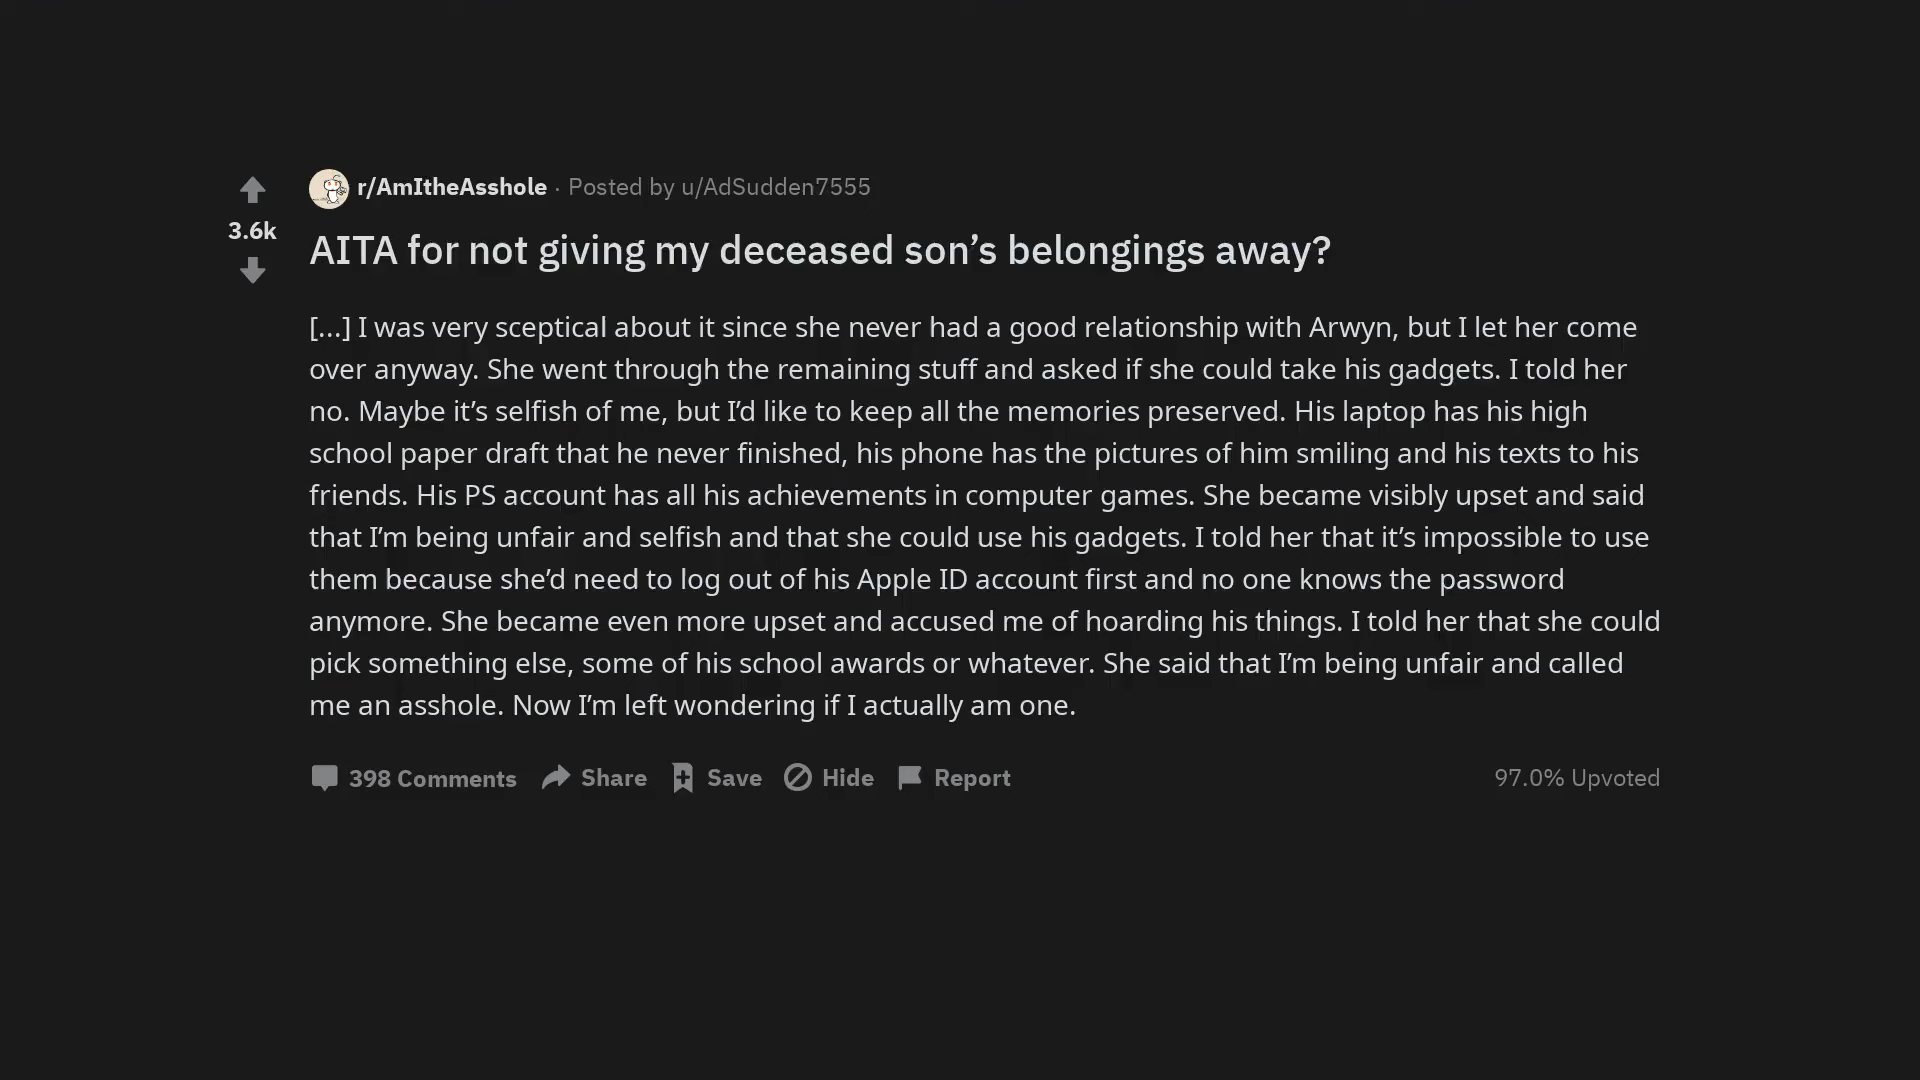 r/AmItheAsshole · Posted by u/AdSudden7555
3.6k
AITA for not giving my deceased son’s belongings away?
[...] I was very sceptical about it since she never had a good relationship with Arwyn, but I let her come
over anyway. She went through the remaining stuff and asked if she could take his gadgets. I told her
no. Maybe it’s selfish of me, but I’d like to keep all the memories preserved. His laptop has his high
school paper draft that he never finished, his phone has the pictures of him smiling and his texts to his
friends. His PS account has all his achievements in computer games. She became visibly upset and said
that I’m being unfair and selfish and that she could use his gadgets. I told her that it’s impossible to use
them because she’d need to log out of his Apple ID account first and no one knows the password
anymore. She became even more upset and accused me of hoarding his things. I told her that she could
pick something else, some of his school awards or whatever. She said that I’m being unfair and called
me an asshole. Now I’m left wondering if I actually am one.
398 Comments Share Save Hide Report 97.0% Upvoted